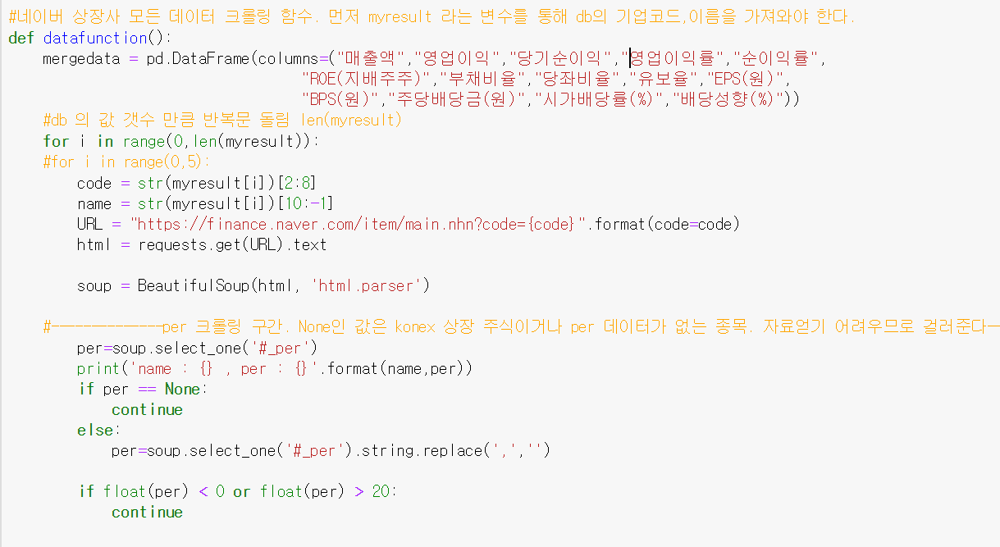 #네이버 상장사 모든 데이터 크롤링 함수. 먼저 myresult 라는 변수를 통해 db의 기업코드,이름을 가져와야 한다.
def datafunction():
    mergedata = pd.DataFrame(columns=("매출액","영업이익","당기순이익","영업이익률","순이익률",
                                  "ROE(지배주주)","부채비율","당좌비율","유보율","EPS(원)",
                                  "BPS(원)","주당배당금(원)","시가배당률(%)","배당성향(%)"))
    #db 의 값 갯수 만큼 반복문 돌림 len(myresult)
    for i in range(0,len(myresult)):
    #for i in range(0,5):
        code = str(myresult[i])[2:8]
        name = str(myresult[i])[10:-1]
        URL = "https://finance.naver.com/item/main.nhn?code={code}".format(code=code)
        html = requests.get(URL).text
        soup = BeautifulSoup(html, 'html.parser')
    #-------------per 크롤링 구간. None인 값은 konex 상장 주식이거나 per 데이터가 없는 종목. 자료얻기 어려우므로 걸러준다-
        per=soup.select_one('#_per')
        print('name : {} , per : {}'.format(name,per))
        if per == None:
            continue
        else:
            per=soup.select_one('#_per').string.replace(',','')
        if float(per) < 0 or float(per) > 20:
            continue